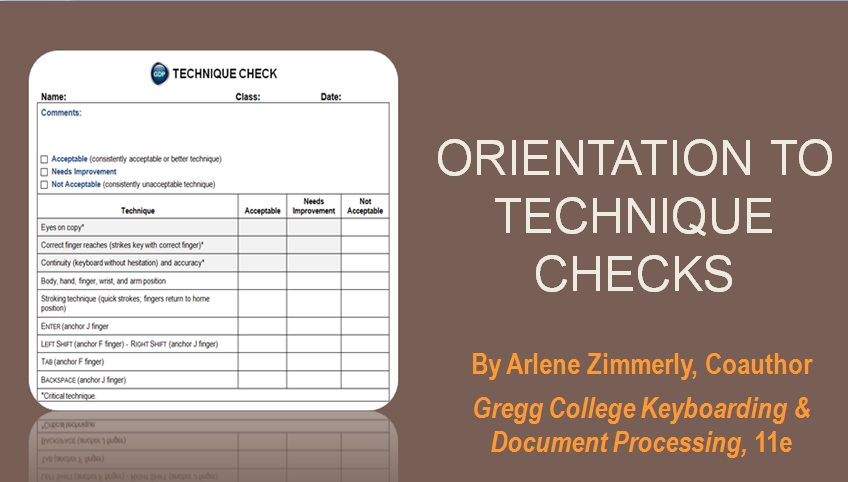 GDP TECHNIQUE CHECK
Name: Class: Date:
Comments:
Acceptable (consistently acceptable or better technique)
Needs Improvement
Not Acceptable (consistently unacceptable technique)
Technique Acceptable Needs Improvement Not Acceptable
Eyes on copy*
Correct finger reaches (strikes key with correct finger)*
Continuity (keyboard without hesitation) and accuracy*
Body, hand, finger, wrist, and arm position
Stroking technique (quick strokes; fingers return to home
position)
ENTER (anchor J finger
LEFT SHIFT (anchor F finger) - RIGHT SHIFT (anchor J finger)
TAB (anchor F finger)
BACKSPACE (anchor J finger)
*Critical technique.
ORIENTATION TO
TECHNIQUE
CHECKS
By Arlene Zimmerly, Coauthor
Gregg College Keyboarding &
Document Processing, 11e